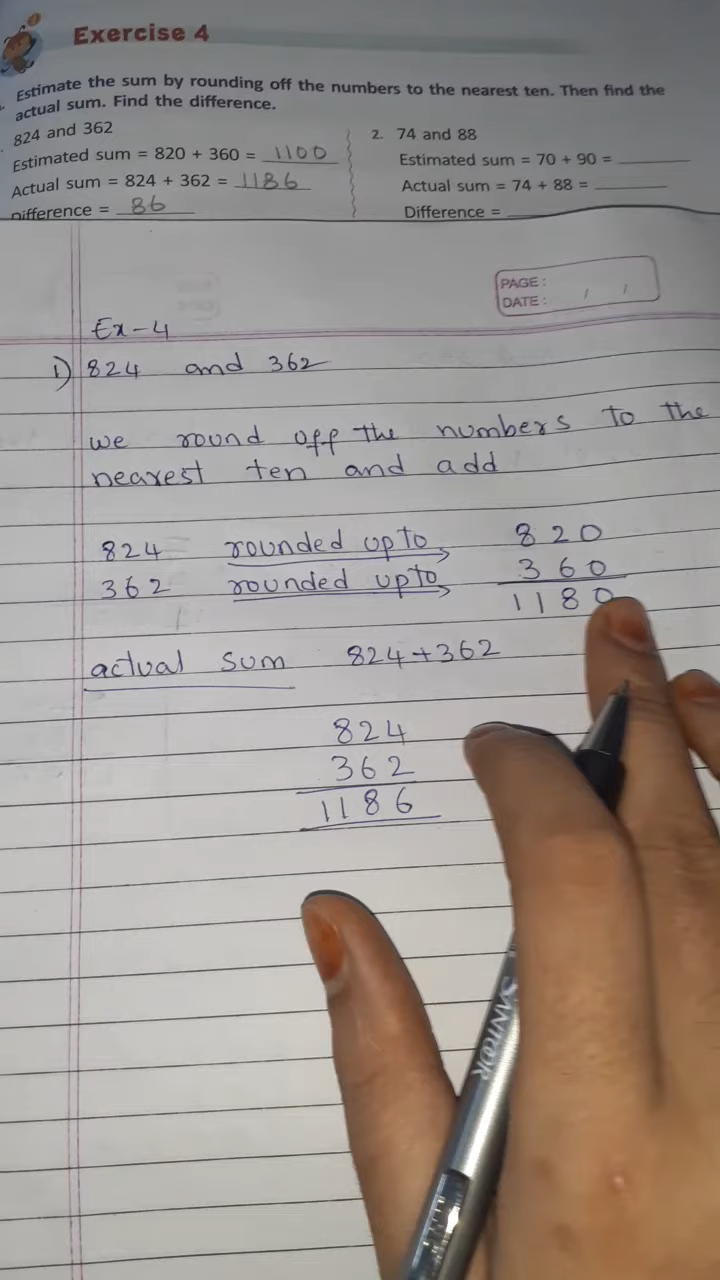 Exercise 4
Estimate the sum by rounding off the numbers to the nearest ten. Then find the
actual sum. Find the difference.
824 and 362
Estimated sum = 820 + 360 = 1100
Actual sum = 824 + 362 = 1186
Difference = 86
2. 74 and 88
Estimated sum = 70 + 90 =
Actual sum = 74 + 88 =
Difference =
PAGE:
DATE: / /
Ex-4
1) 824 and 362
we round off the numbers to the
nearest ten and add
824 rounded upto 820
362 rounded upto 360
1180
actual sum 824+362
824
362
1186
SANTOOR